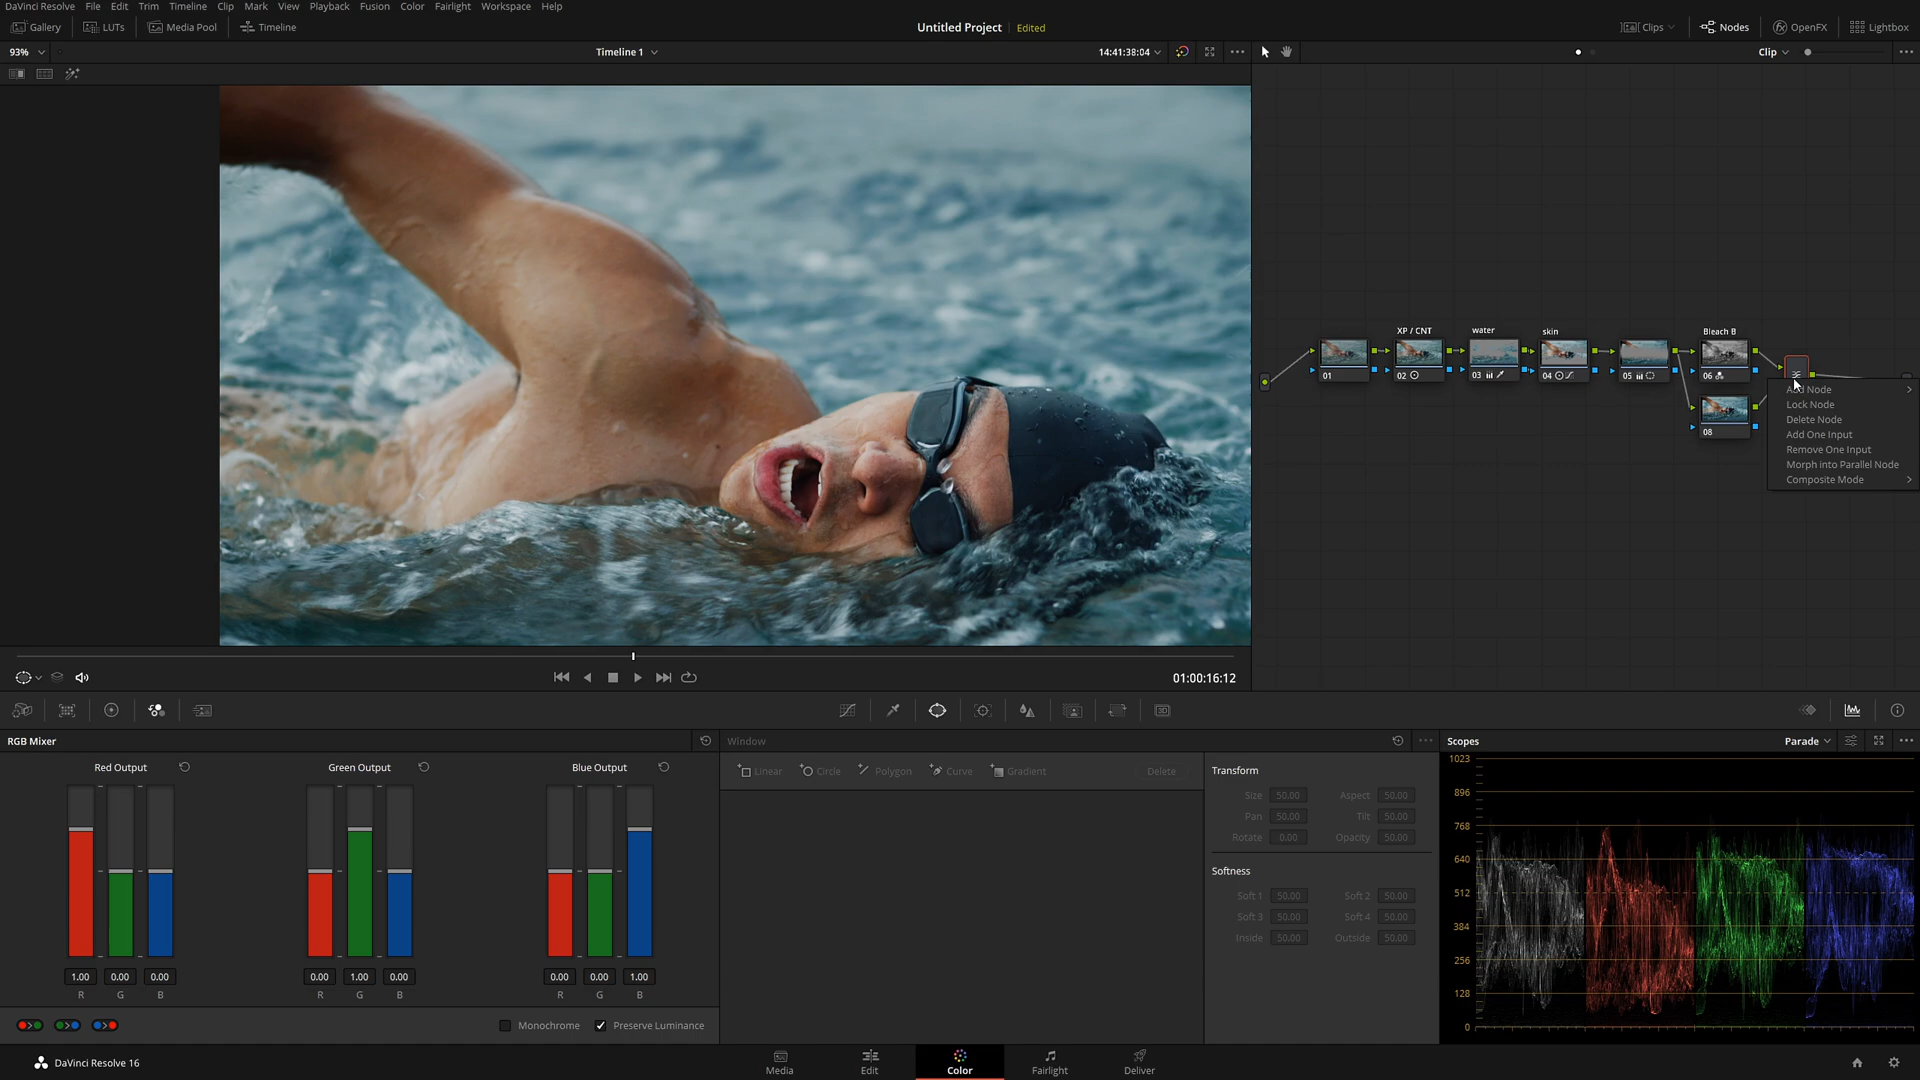 DaVinci Resolve File Edit Trim Timeline Clip Mark View Playback Fusion Color Fairlight Workspace Help
Gallery LUTs Media Pool Timeline Untitled Project Edited Clips Nodes OpenFX Lightbox
93% Timeline 1 14:41:38:04 Clip
XP / CNT water skin Bleach B
01 02 03 04 05 06
08
Add Node
Lock Node
Delete Node
Add One Input
Remove One Input
Morph into Parallel Node
Composite Mode
01:00:16:12
RGB Mixer Window Scopes Parade
Red Output Green Output Blue Output
Linear Circle Polygon Curve Gradient Delete
Transform
Size 50.00 Aspect 50.00
Pan 50.00 Tilt 50.00
Rotate 0.00 Opacity 50.00
Softness
Soft 1 50.00 Soft 2 50.00
Soft 3 50.00 Soft 4 50.00
Inside 50.00 Outside 50.00
1023
896
768
640
512
384
256
128
0
1.00 0.00 0.00 0.00 1.00 0.00 0.00 0.00 1.00
R G B R G B R G B
Monochrome Preserve Luminance
DaVinci Resolve 16 Media Edit Color Fairlight Deliver